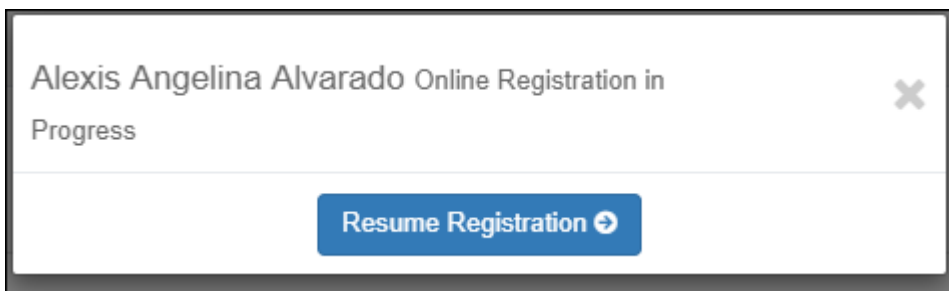 Alexis Angelina Alvarado Online Registration in
Progress
Resume Registration